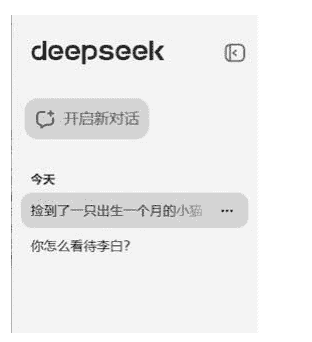 deepseek
开启新对话
今天
捡到了一只出生一个月的小猫
你怎么看待李白?